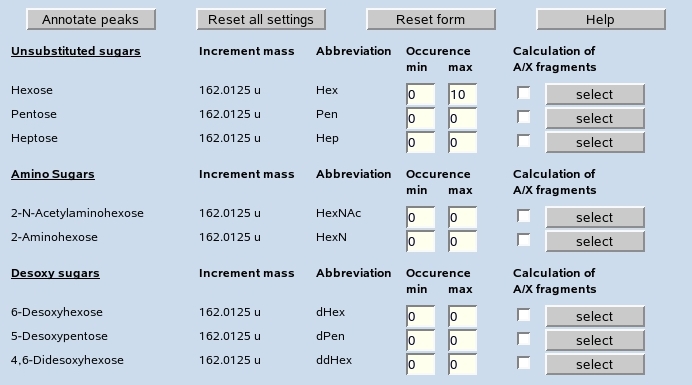 Annotate peaks Reset all settings Reset form Help
Unsubstituted sugars Increment mass Abbreviation Occurence Calculation of
min max A/X fragments
Hexose 162.0125 u Hex 0 10 select
Pentose 162.0125 u Pen 0 0 select
Heptose 162.0125 u Hep 0 0 select
Amino Sugars Increment mass Abbreviation Occurence Calculation of
min max A/X fragments
2-N-Acetylaminohexose 162.0125 u HexNAc 0 0 select
2-Aminohexose 162.0125 u HexN 0 0 select
Desoxy sugars Increment mass Abbreviation Occurence Calculation of
min max A/X fragments
6-Desoxyhexose 162.0125 u dHex 0 0 select
5-Desoxypentose 162.0125 u dPen 0 0 select
4,6-Didesoxyhexose 162.0125 u ddHex 0 0 select